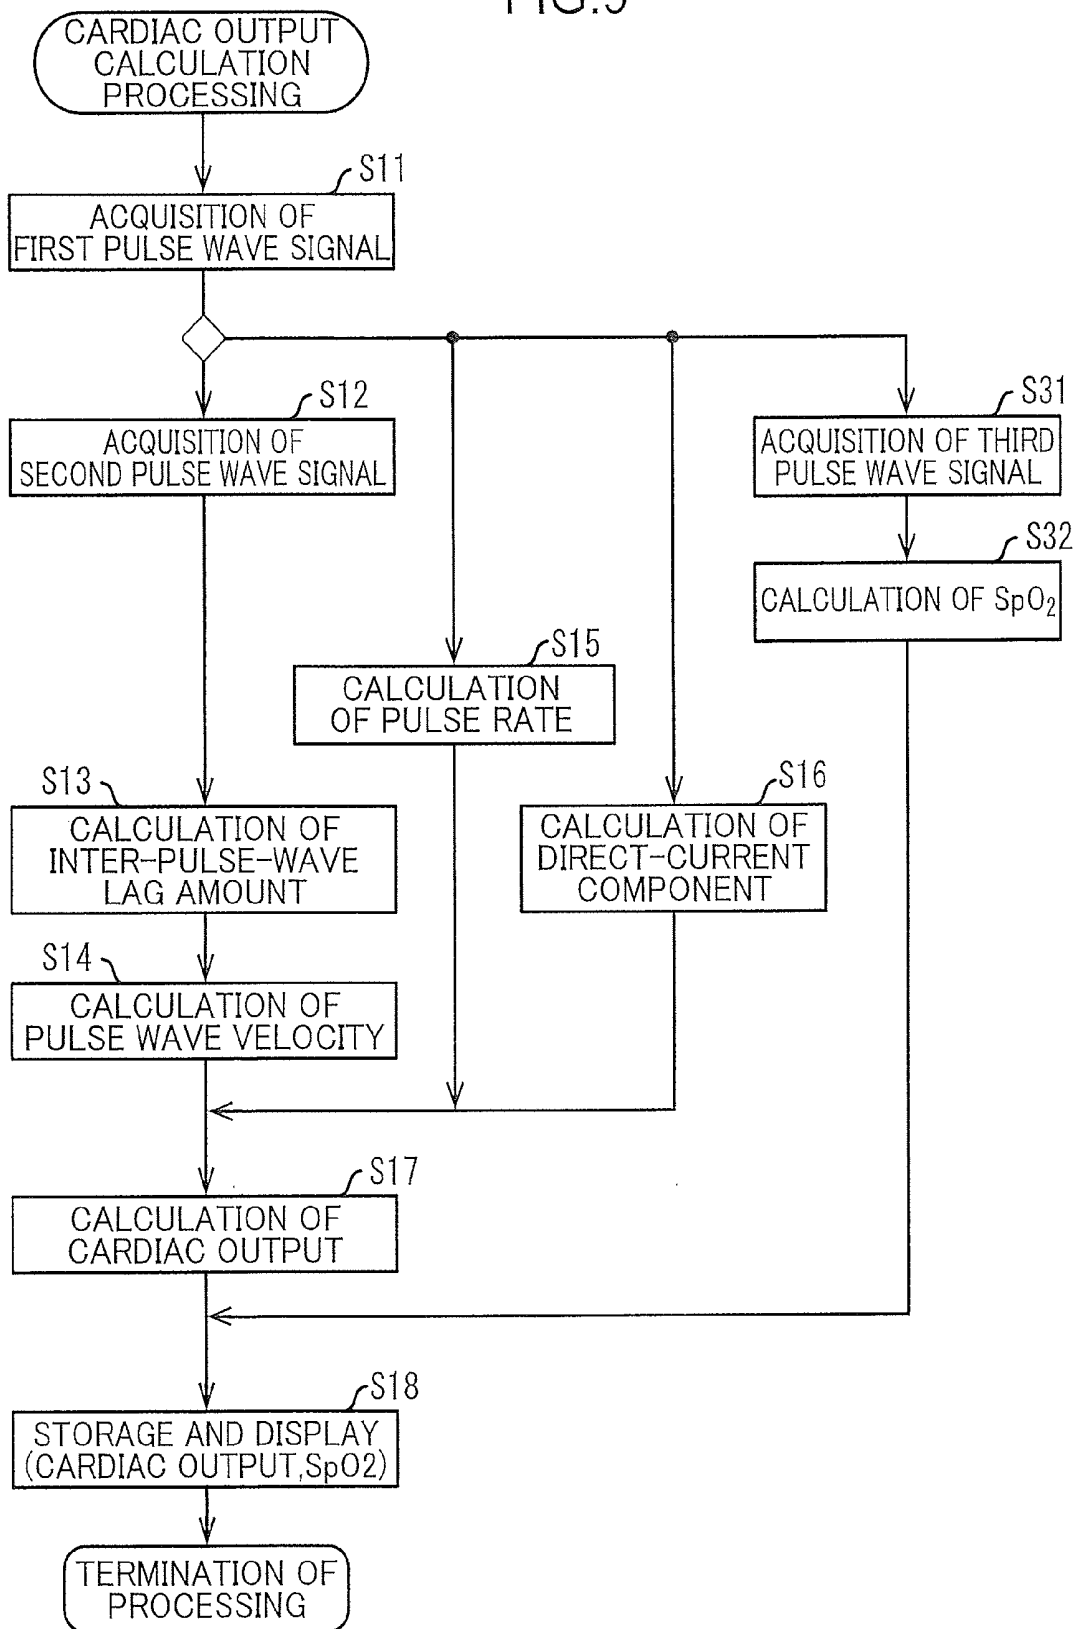 CARDIAC OUTPUT
CALCULATION
PROCESSING
S11
ACQUISITION OF
FIRST PULSE WAVE SIGNAL
S12
ACQUISITION OF
SECOND PULSE WAVE SIGNAL
S31
ACQUISITION OF THIRD
PULSE WAVE SIGNAL
S32
CALCULATION OF SpO₂
S15
CALCULATION
OF PULSE RATE
S13
CALCULATION OF
INTER-PULSE-WAVE
LAG AMOUNT
S16
CALCULATION OF
DIRECT-CURRENT
COMPONENT
S14
CALCULATION OF
PULSE WAVE VELOCITY
S17
CALCULATION OF
CARDIAC OUTPUT
S18
STORAGE AND DISPLAY
(CARDIAC OUTPUT,SpO2)
TERMINATION OF
PROCESSING